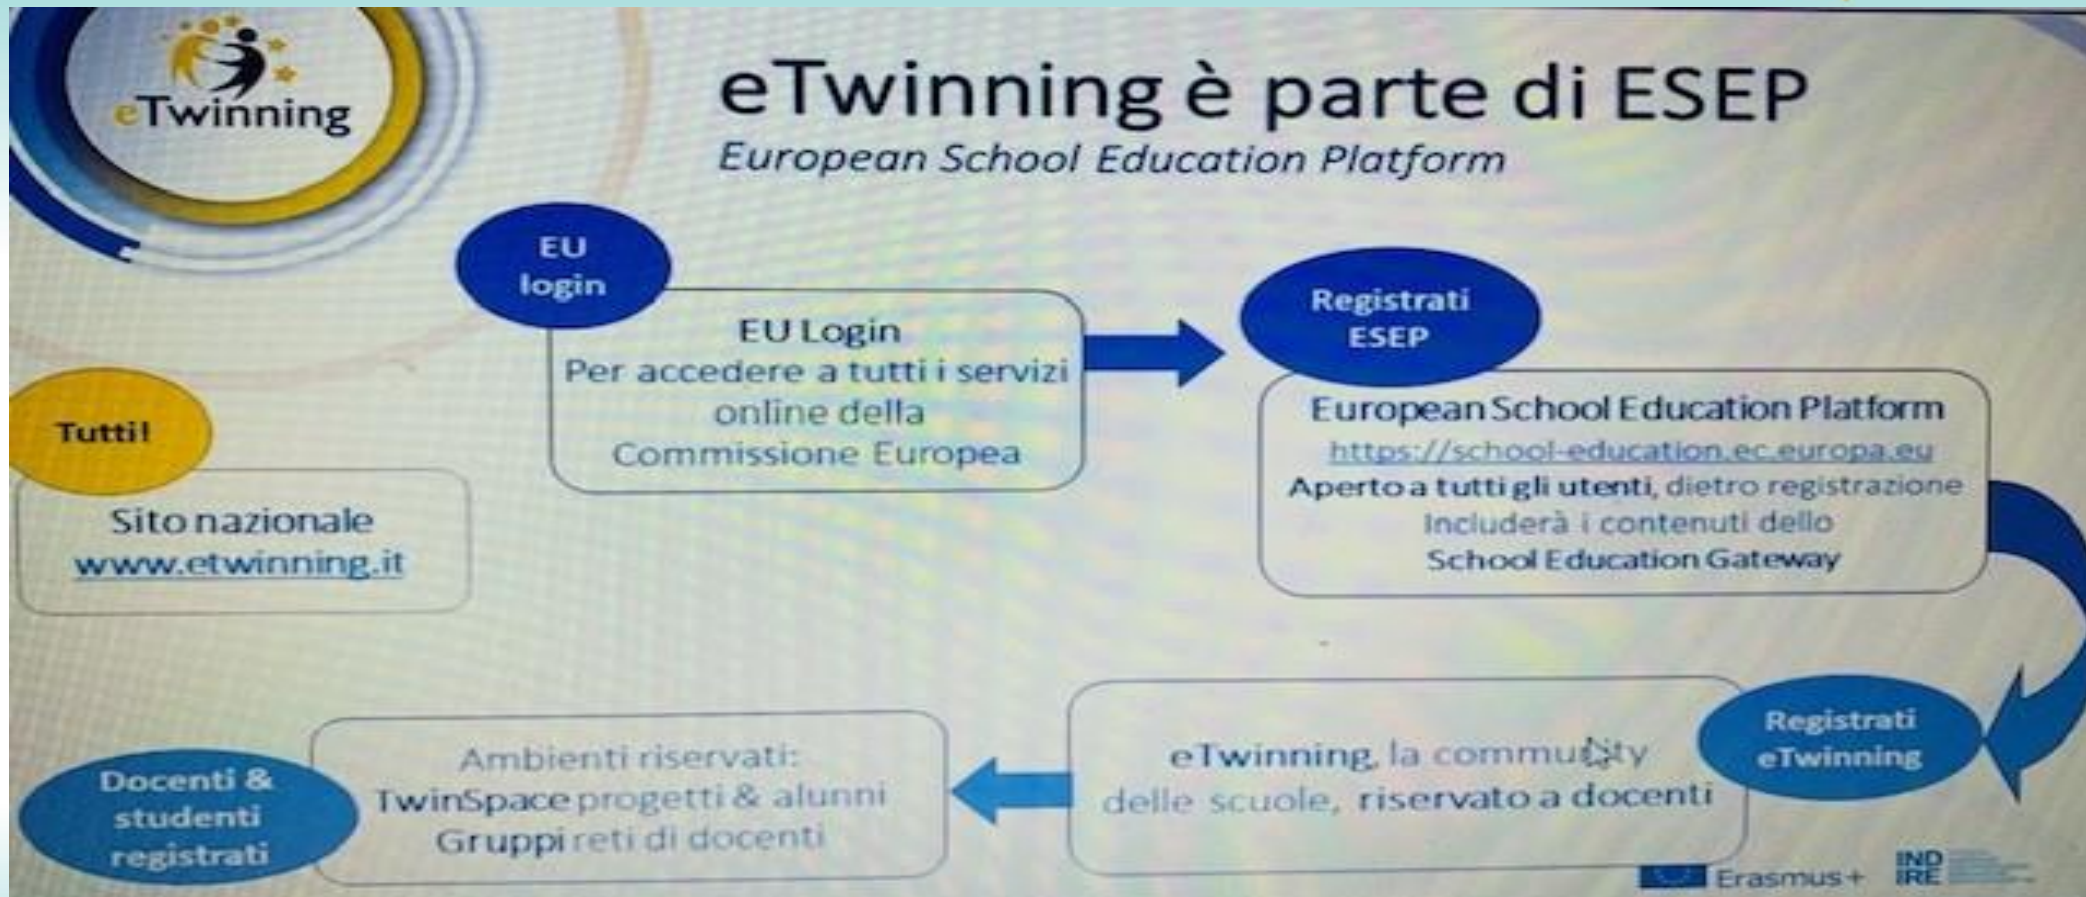 eTwinning
eTwinning è parte di ESEP
European School Education Platform
EU
login
EU Login
Per accedere a tutti i servizi
online della
Commissione Europea
Registrati
ESEP
European School Education Platform
https://school-education.ec.europa.eu
Aperto a tutti gli utenti, dietro registrazione
Includerà i contenuti dello
School Education Gateway
Tutti!
Sito nazionale
www.etwinning.it
Registrati
eTwinning
eTwinning, la community
delle scuole, riservato a docenti
Ambienti riservati:
TwinSpace progetti & alunni
Gruppi reti di docenti
Docenti &
studenti
registrati
Erasmus+
IND
IRE